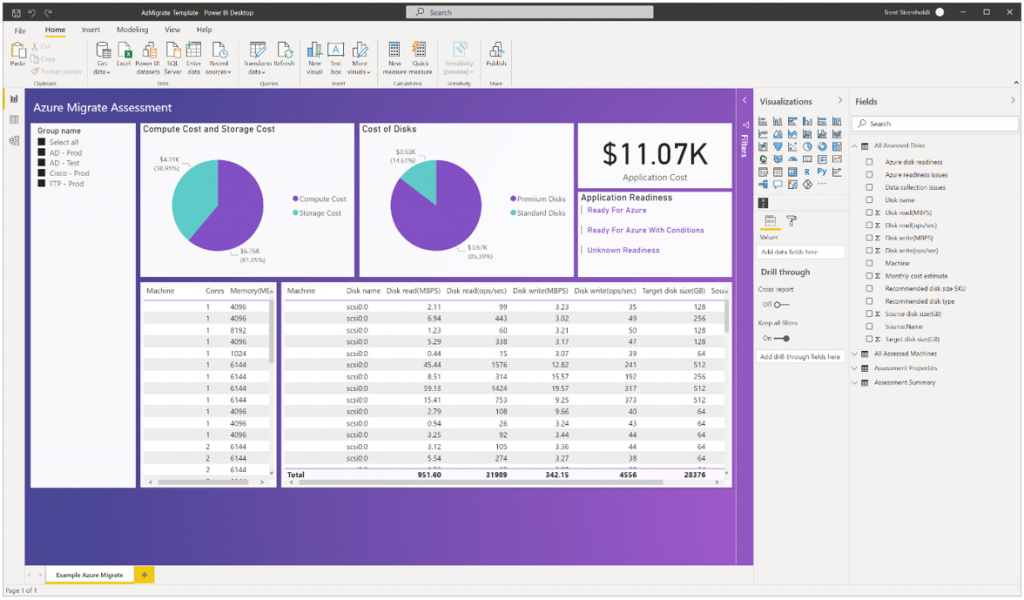 AzMigrate Template - Power BI Desktop
Search
File Home Insert Modeling View Help
Paste
Cut
Copy
Format painter
Clipboard
Get data
Excel
Power BI datasets
SQL Server
Enter data
Recent sources
Data
Transform data
Refresh
Queries
New visual
Text box
More visuals
Insert
New measure
Quick measure
Calculations
Sensitivity (preview)
Sensitivity
Publish
Share
Azure Migrate Assessment
Group name
Select all
AD - Prod
AD - Test
Cisco - Prod
FTP - Prod
Compute Cost and Storage Cost
(38.95%)
$6.76K
(61.05%)
Compute Cost
Storage Cost
Cost of Disks
$0.63K
(14.61%)
$3.67K
(85.39%)
Premium Disks
Standard Disks
$11.07K
Application Cost
Application Readiness
Ready For Azure
Ready For Azure With Conditions
Unknown Readiness
Machine Cores
1 4096
1 4096
1 8192
1 4096
1 1024
1 6144
1 6144
1 6144
1 6144
1 4096
1 4096
1 4096
2 6144
2 6144
2 6144
Machine Disk name Disk read(MBPS) Disk read(ops/sec) Disk write(MBPS) Disk write(ops/sec) Target disk size(GB)
scsi0:0 2.11 99 3.23 35 128
scsi0:0 6.94 443 3.02 49 256
scsi0:0 1.23 60 3.21 50 128
scsi0:0 5.29 338 3.17 47 128
scsi0:0 0.44 15 3.07 39 64
scsi0:0 45.44 1576 12.82 241 512
scsi0:0 8.51 314 15.57 192 256
scsi0:0 59.13 1424 19.57 317 512
scsi0:0 15.41 753 9.25 373 512
scsi0:0 2.79 108 9.66 40 64
scsi0:0 0.94 26 3.24 43 64
scsi0:0 3.25 92 3.44 44 64
scsi0:0 3.12 105 3.36 44 64
scsi0:0 5.54 274 3.27 38 64
Total 951.60 31989 342.15 4556 28376
Filters
Visualizations
R Py
Values
Add data fields here
Drill through
Cross report
Off
Keep all filters
On
Add drill-through fields here
Fields
Search
All Assessed Disks
Azure disk readiness
Azure readiness issues
Data collection issues
Disk name
Disk read(MBPS)
Disk read(ops/sec)
Disk write(MBPS)
Disk write(ops/sec)
Machine
Monthly cost estimate
Recommended disk size SKU
Recommended disk type
Source disk size(GB)
Source.Name
Target disk size(GB)
All Assessed Machines
Assessment Properties
Assessment Summary
Example Azure Migrate
Page 1 of 1